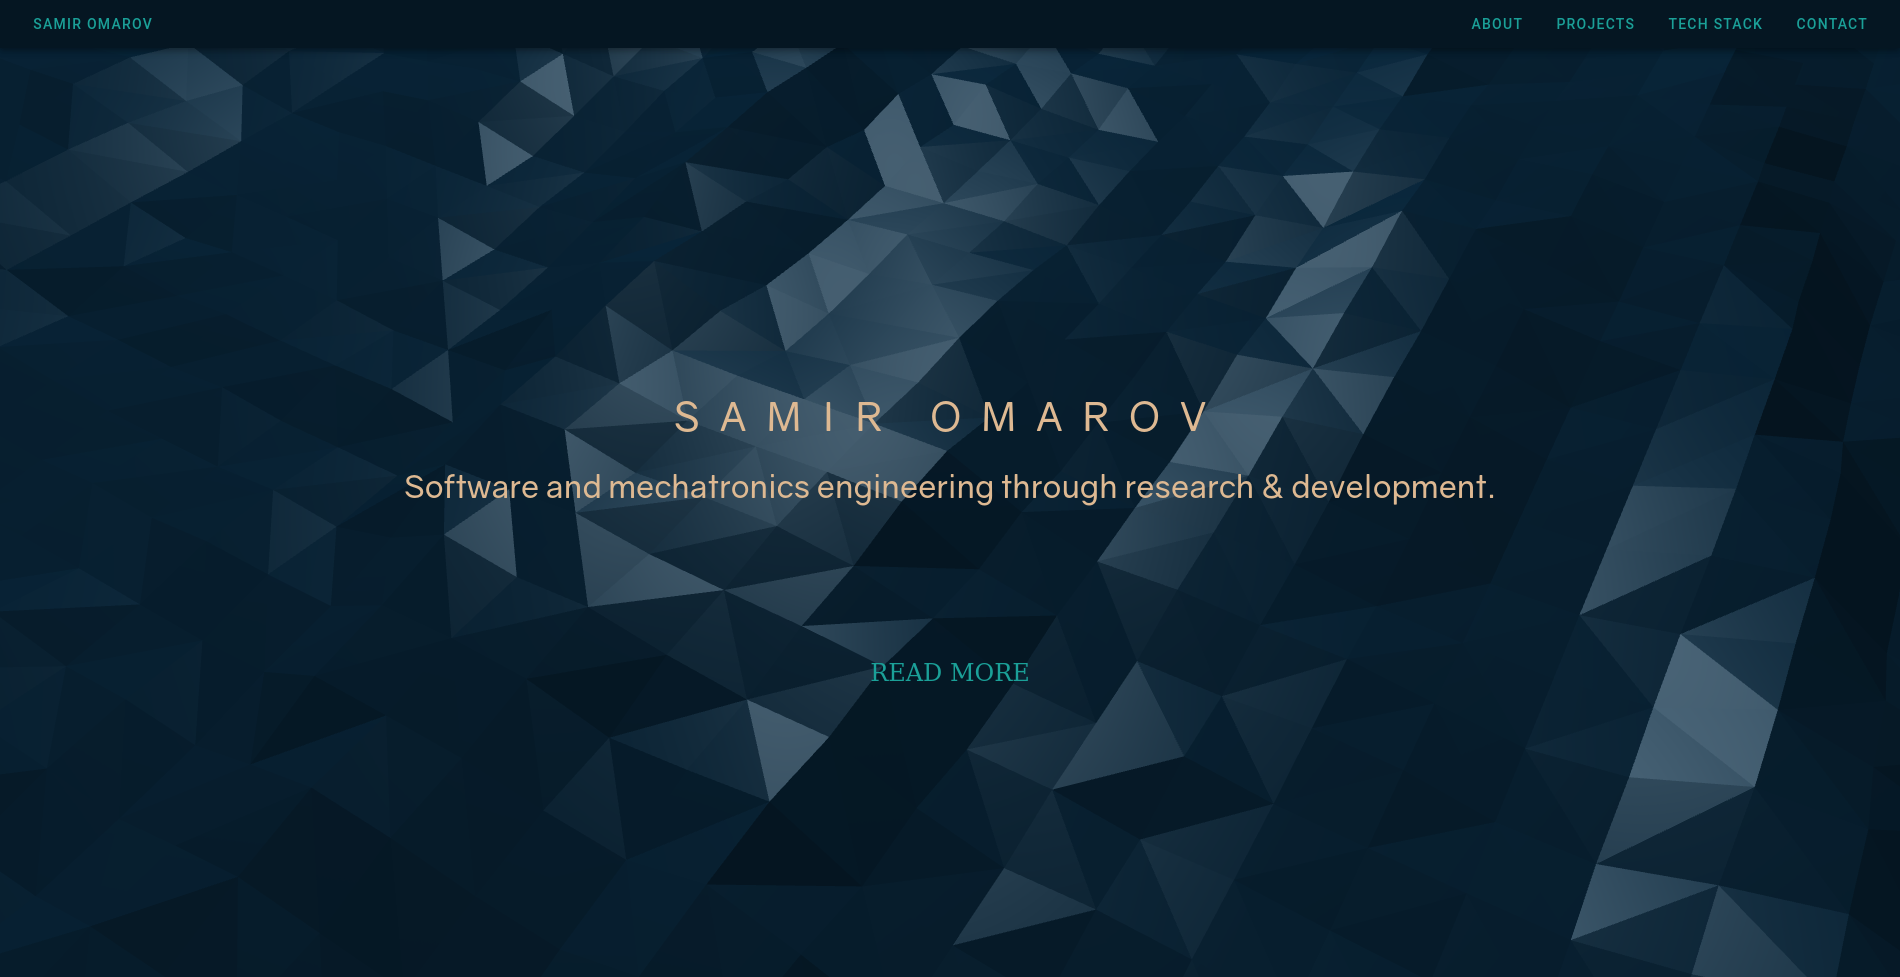 SAMIR OMAROV
ABOUT PROJECTS TECH STACK CONTACT
SAMIR OMAROV
Software and mechatronics engineering through research & development.
READ MORE